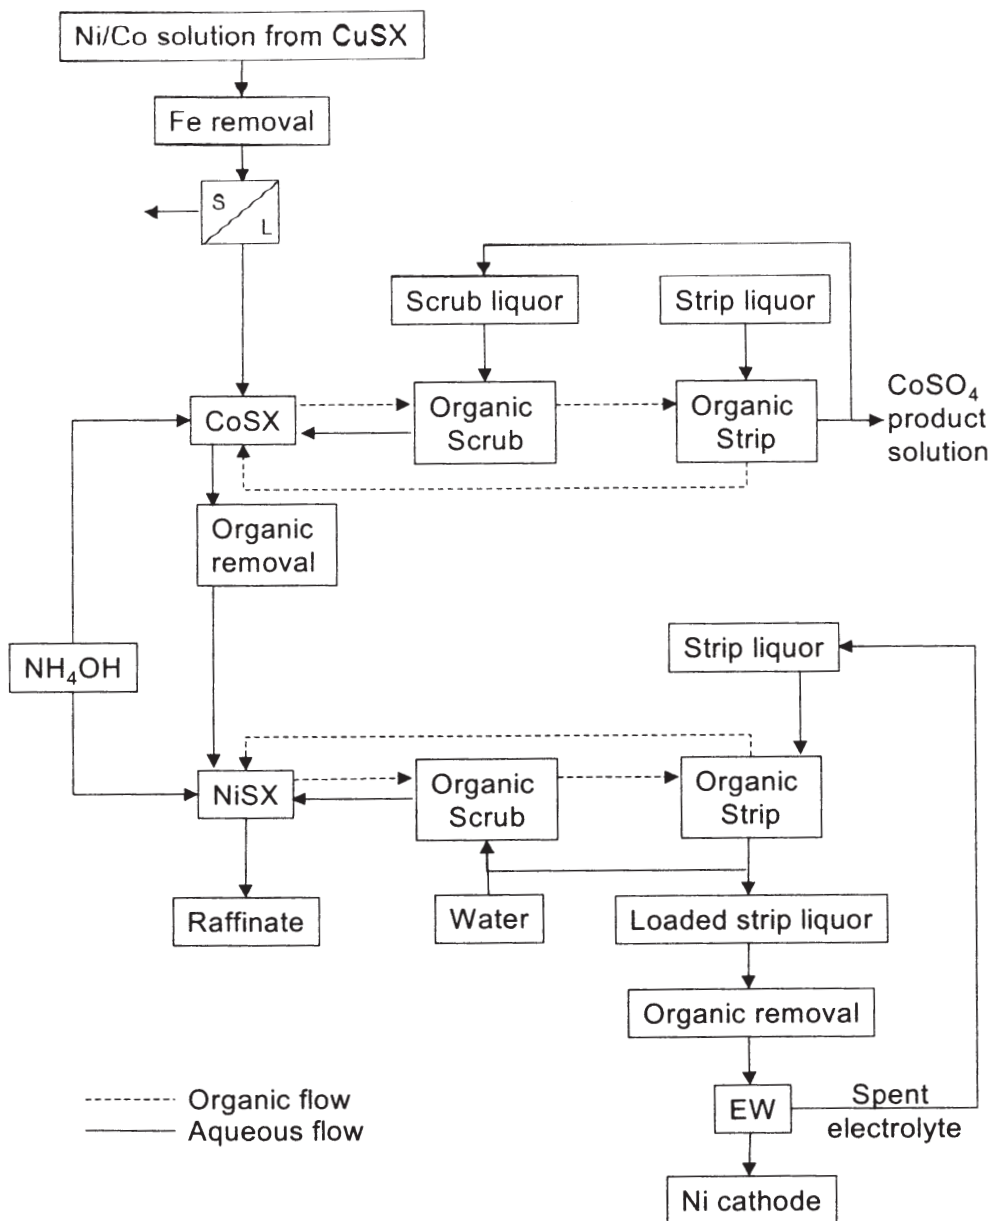 Ni/Co solution from CuSX
Fe removal
S
L
Scrub liquor
Strip liquor
CoSX
Organic
Scrub
Organic
Strip
CoSO₄
product
solution
Organic
removal
NH₄OH
Strip liquor
NiSX
Organic
Scrub
Organic
Strip
Raffinate
Water
Loaded strip liquor
Organic removal
EW
Spent
electrolyte
Ni cathode
Organic flow
Aqueous flow